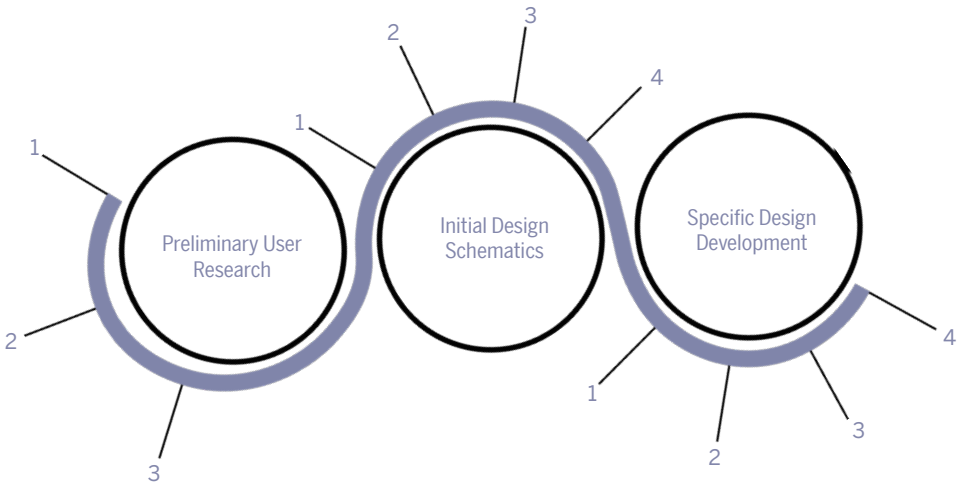 1
2
3
Preliminary User
Research
1
2
3
4
Initial Design
Schematics
Specific Design
Development
1
2
3
4